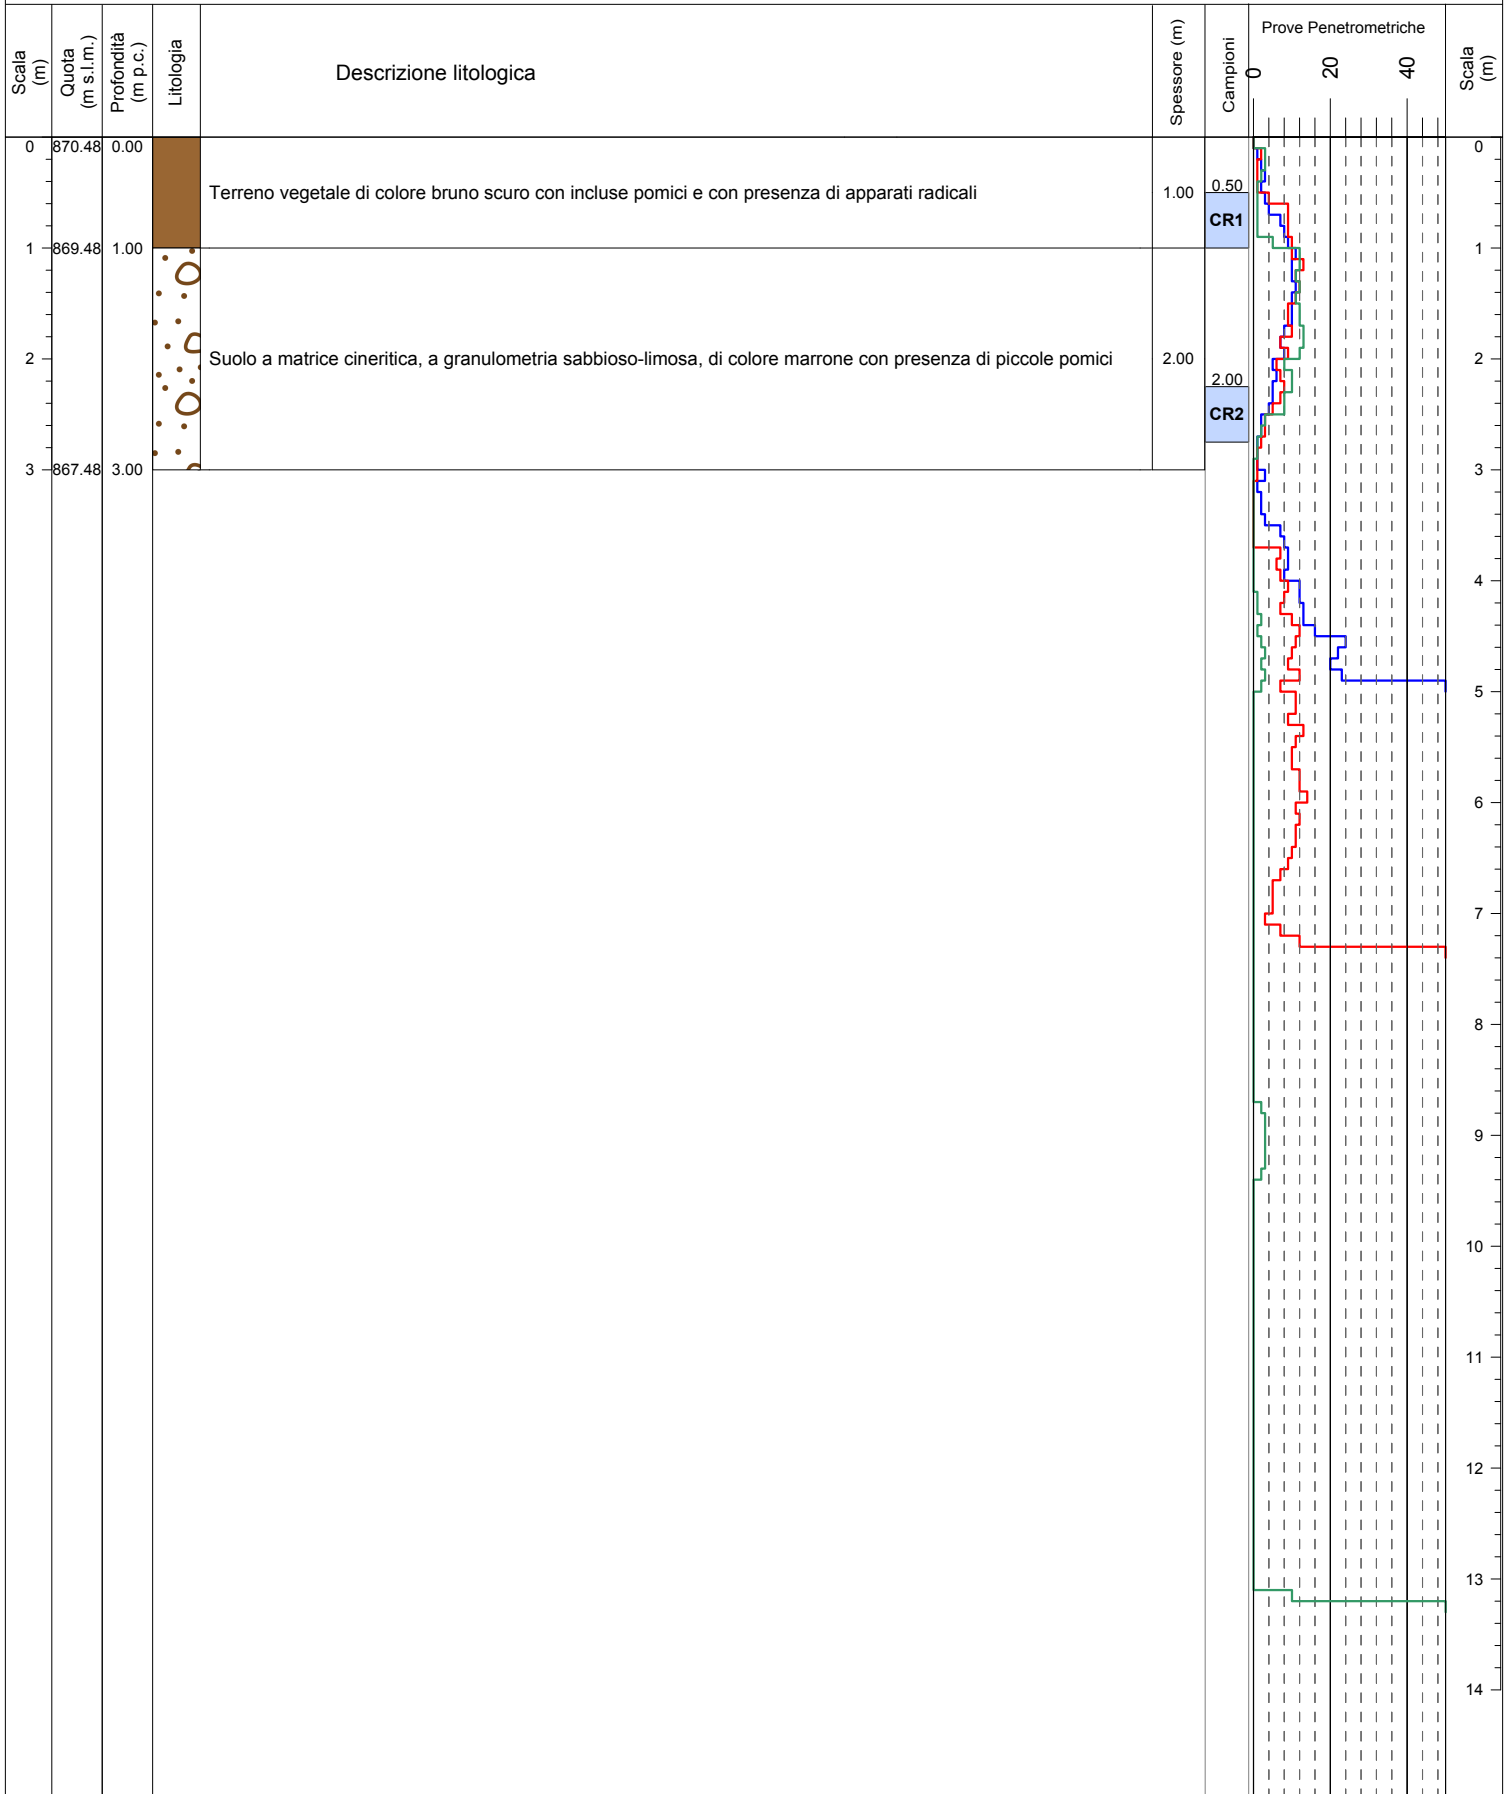 Scala
(m)
Quota
(m s.l.m.)
Profondità
(m p.c.)
Litologia
Descrizione litologica
Spessore (m)
Campioni
Prove Penetrometriche
0 20 40
Scala
(m)
0 870.48 0.00
Terreno vegetale di colore bruno scuro con incluse pomici e con presenza di apparati radicali
1.00
0.50
CR1
0
1 869.48 1.00
1
Suolo a matrice cineritica, a granulometria sabbioso-limosa, di colore marrone con presenza di piccole pomici
2.00
2
2
2.00
CR2
3 867.48 3.00
3
4
5
6
7
8
9
10
11
12
13
14